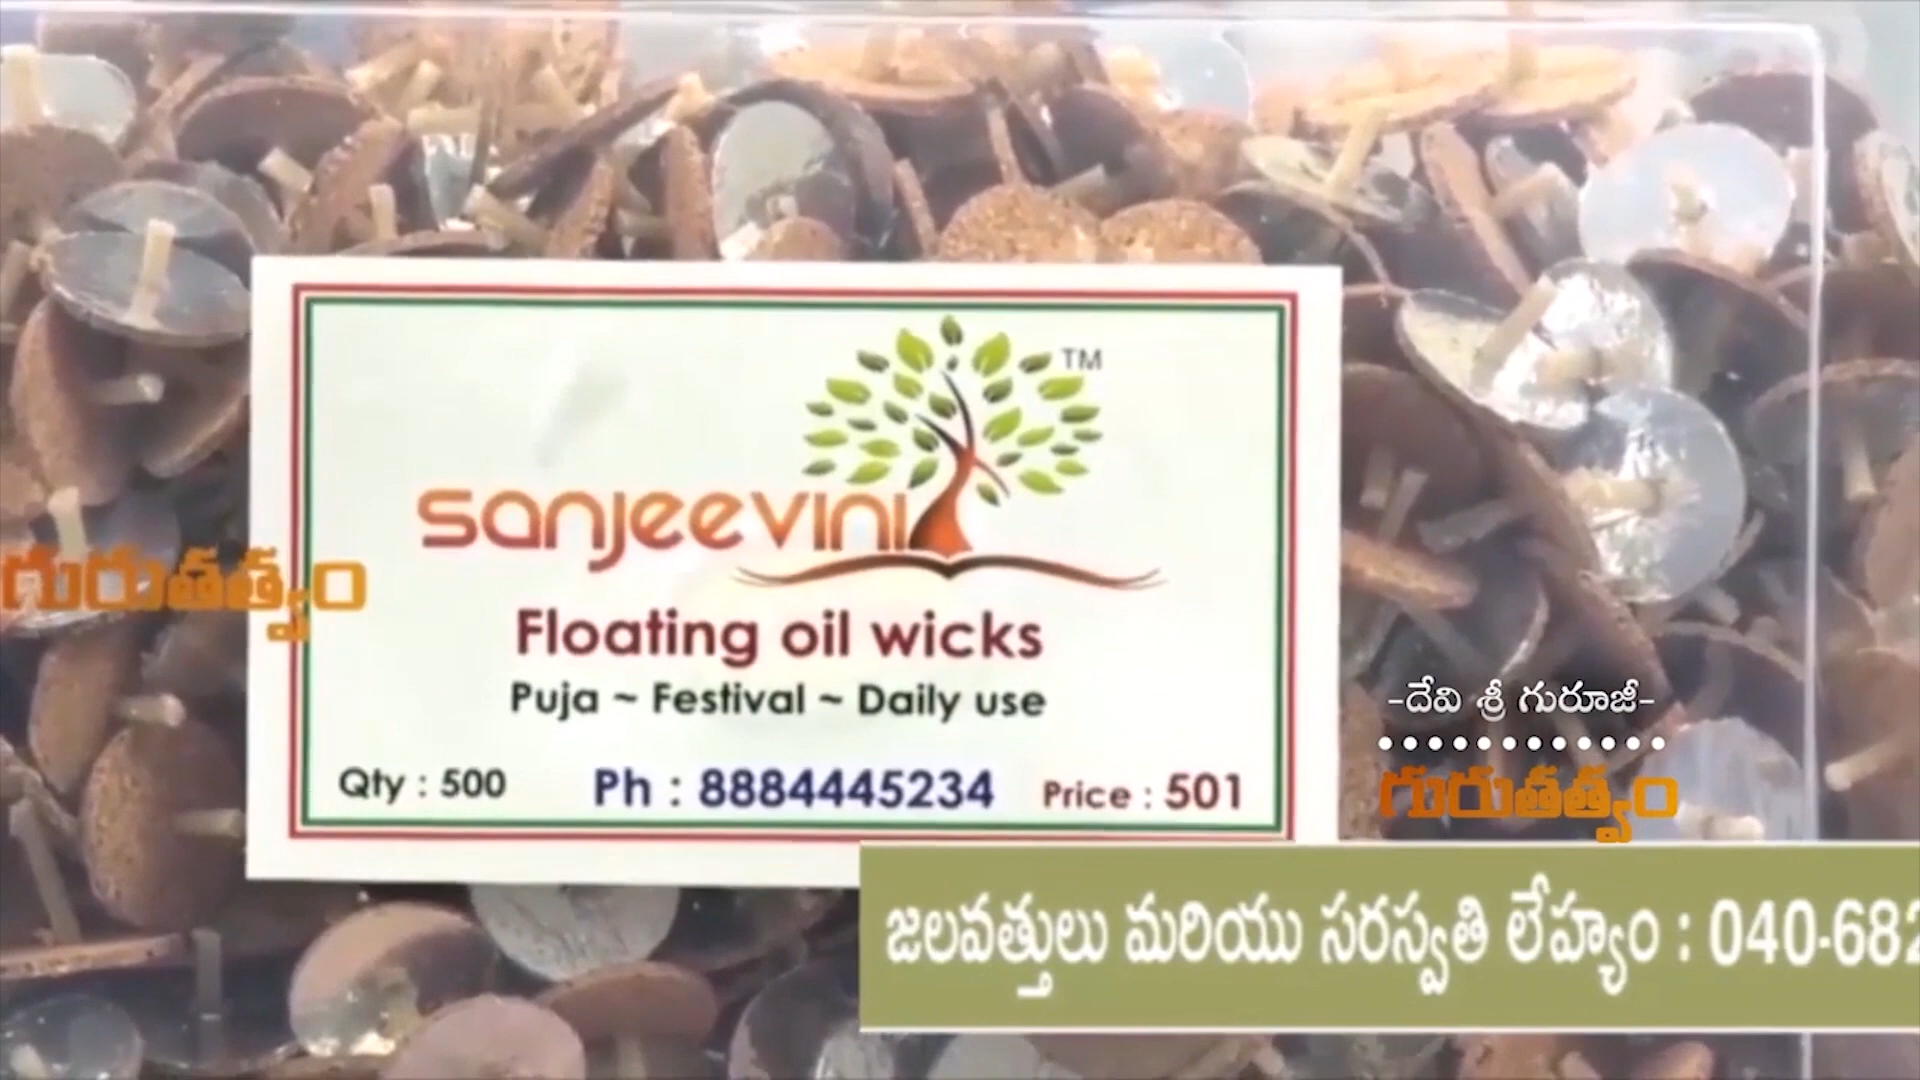 TM
sanjeevini
గురుతత్వం
Floating oil wicks
Puja ~ Festival ~ Daily use
Qty : 500 Ph : 8884445234 Price : 501
-దేవి శ్రీ గురూజీ-
గురుతత్వం
జలవత్తులు మరియు సరస్వతి లేహ్యం : 040-682